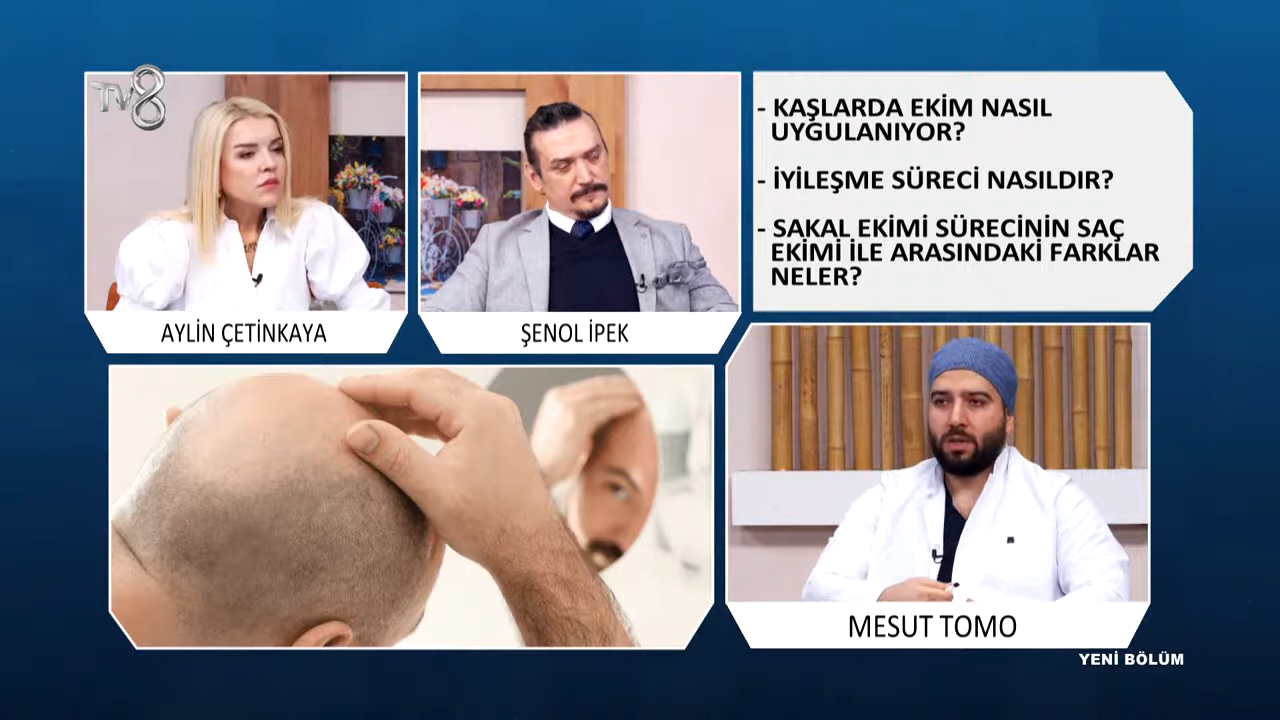 TV8
- KAŞLARDA EKİM NASIL
UYGULANIYOR?
- İYİLEŞME SÜRECİ NASILDIR?
- SAKAL EKİMİ SÜRECİNİN SAÇ
EKİMİ İLE ARASINDAKİ FARKLAR
NELER?
AYLİN ÇETİNKAYA
ŞENOL İPEK
MESUT TOMO
YENİ BÖLÜM